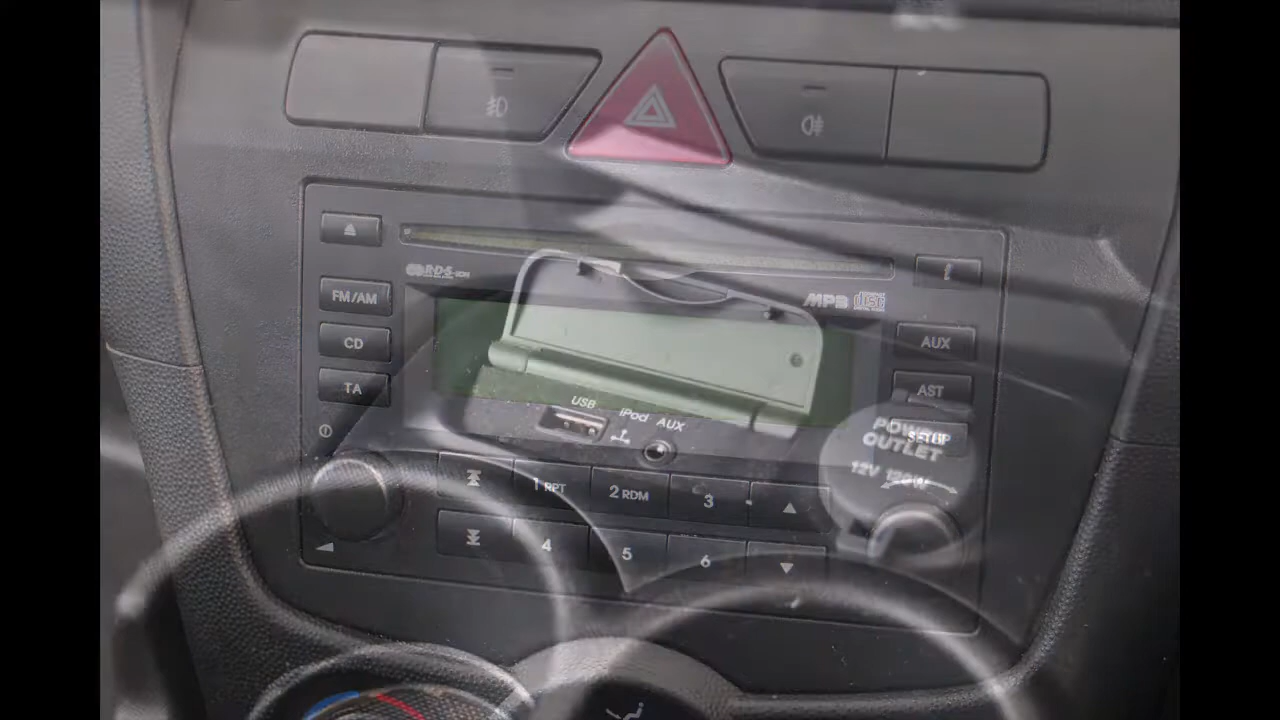 R·D·S
MP3
FM/AM
CD
AUX
TA
AST
USB
iPod
AUX
POWER
OUTLET
SETUP
12V
1 RPT
2 RDM
3
4
5
6